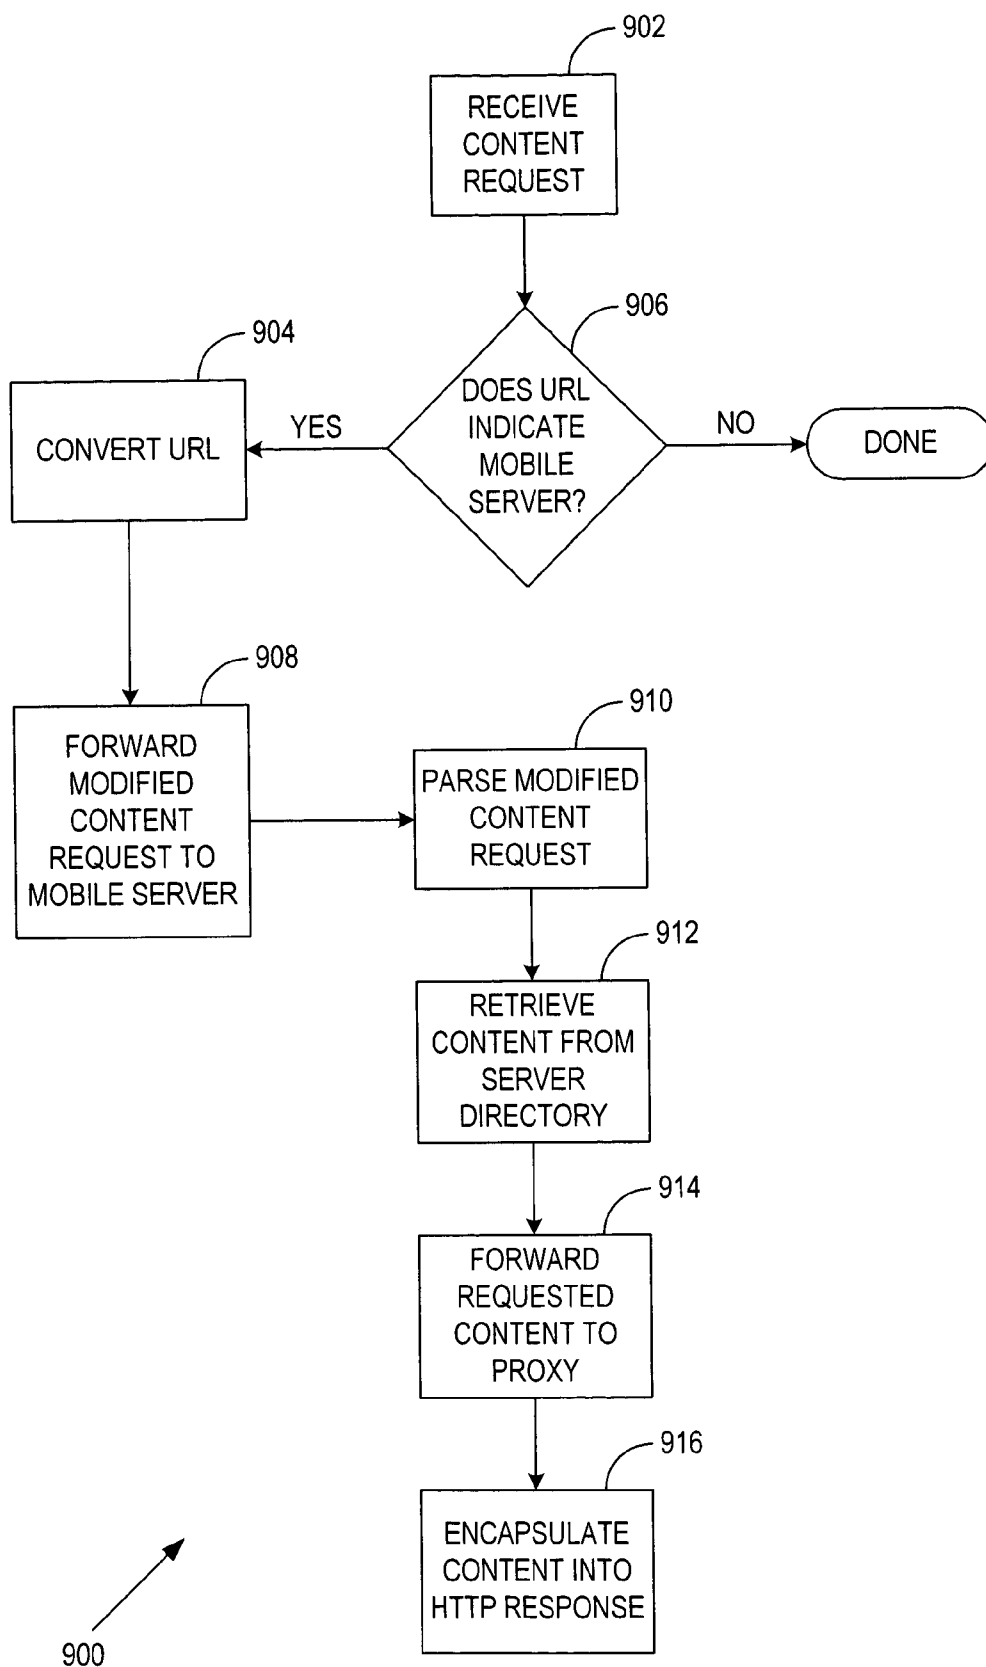 902
RECEIVE
CONTENT
REQUEST
906
DOES URL
INDICATE
MOBILE
SERVER?
904
CONVERT URL
YES
NO
DONE
908
FORWARD
MODIFIED
CONTENT
REQUEST TO
MOBILE SERVER
910
PARSE MODIFIED
CONTENT
REQUEST
912
RETRIEVE
CONTENT FROM
SERVER
DIRECTORY
914
FORWARD
REQUESTED
CONTENT TO
PROXY
916
ENCAPSULATE
CONTENT INTO
HTTP RESPONSE
900